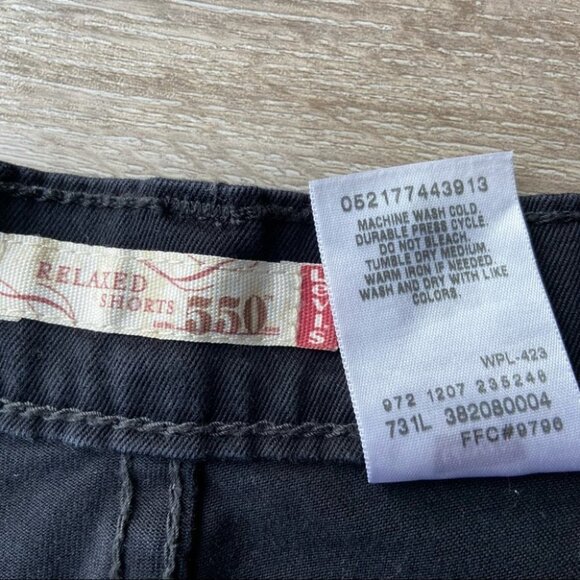 RELAXED
SHORTS
550
Levi's
052177443913
MACHINE WASH COLD,
DURABLE PRESS CYCLE.
DO NOT BLEACH.
TUMBLE DRY MEDIUM.
WARM IRON IF NEEDED.
WASH AND DRY WITH LIKE
COLORS.
WPL-423
972 1207 235248
731L 382080004
FFC#9796